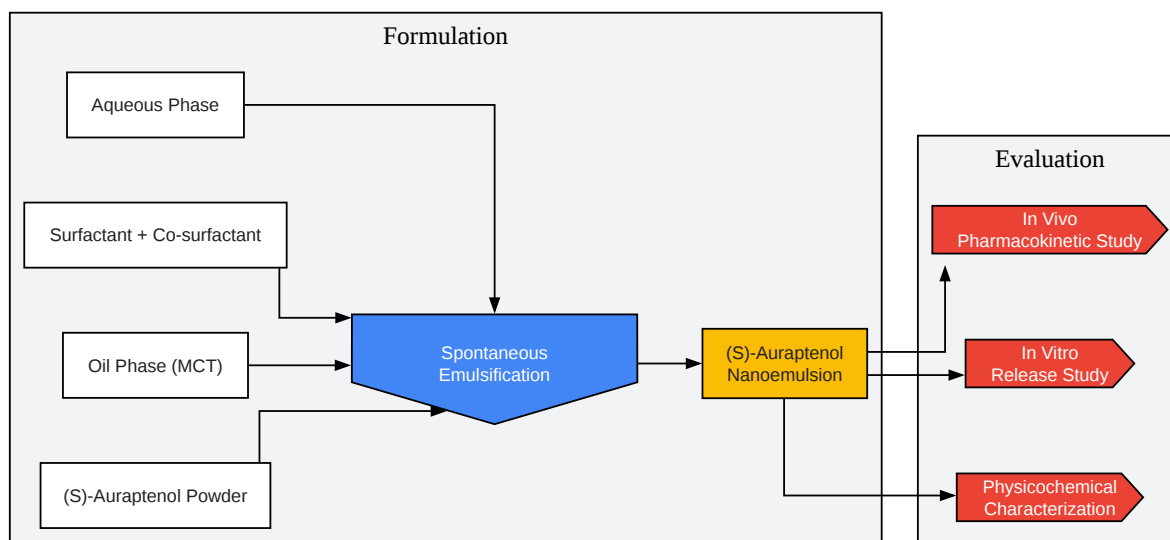 Formulation
Aqueous Phase
Surfactant + Co-surfactant
Oil Phase (MCT)
(S)-Auraptenol Powder
Spontaneous
Emulsification
(S)-Auraptenol
Nanoemulsion
Evaluation
In Vivo
Pharmacokinetic Study
In Vitro
Release Study
Physicochemical
Characterization